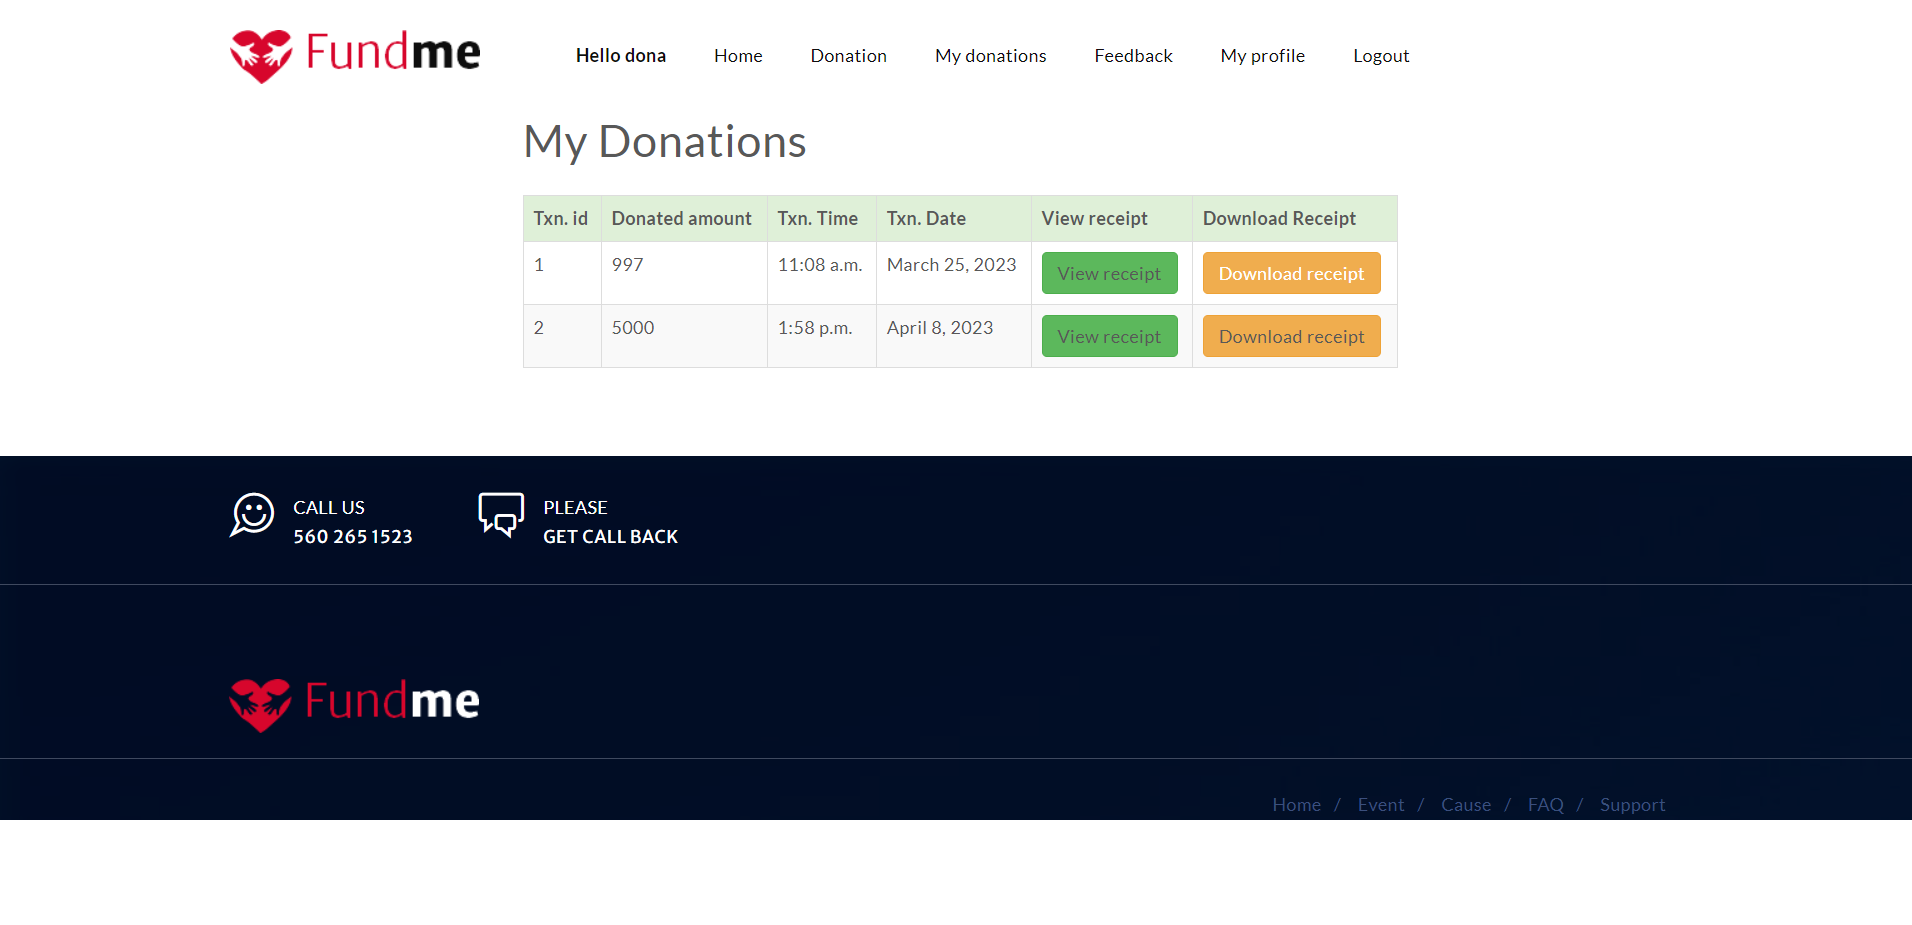 Fundme
Hello dona Home Donation My donations Feedback My profile Logout
My Donations
Txn. id Donated amount Txn. Time Txn. Date View receipt Download Receipt
1 997 11:08 a.m. March 25, 2023 View receipt Download receipt
2 5000 1:58 p.m. April 8, 2023 View receipt Download receipt
CALL US
560 265 1523
PLEASE
GET CALL BACK
Fundme
Home / Event / Cause / FAQ / Support